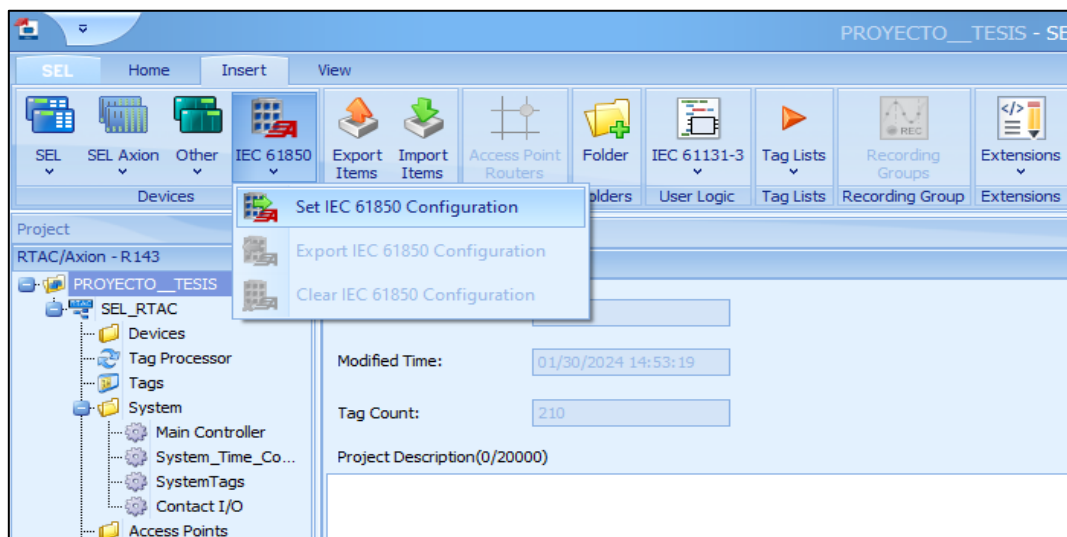 PROYECTO__TESIS - SE
SEL Home Insert View
SEL SEL Axion Other IEC 61850 Export Items Import Items Access Point Routers Folder IEC 61131-3 Tag Lists Recording Groups Extensions
REC
Devices olders User Logic Tag Lists Recording Group Extensions
Set IEC 61850 Configuration
Export IEC 61850 Configuration
Clear IEC 61850 Configuration
Project
RTAC/Axion - R143
PROYECTO__TESIS
SEL_RTAC
Devices
Tag Processor
Tags
System
Main Controller
System_Time_Co...
SystemTags
Contact I/O
Access Points
Modified Time: 01/30/2024 14:53:19
Tag Count: 210
Project Description(0/20000)